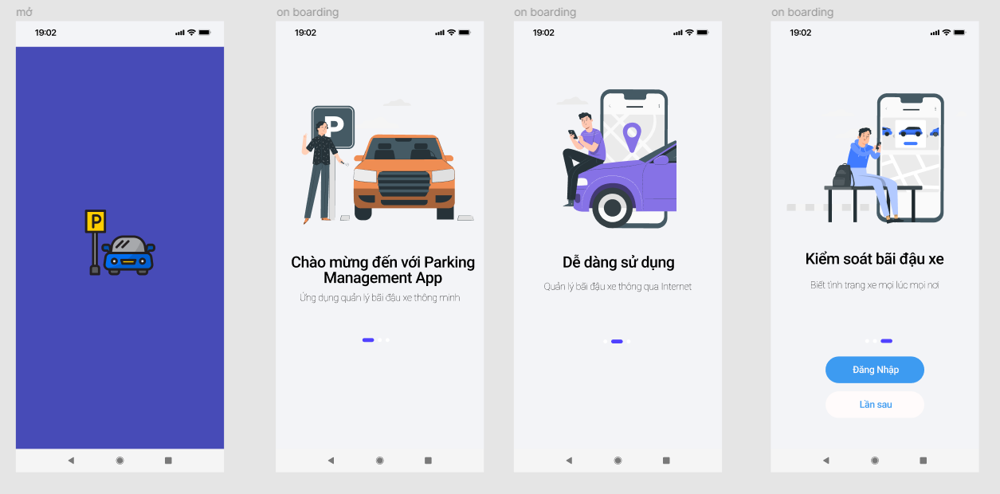 mở
on boarding
on boarding
on boarding
19:02
19:02
19:02
19:02
P
P
Chào mừng đến với Parking
Management App
Ứng dụng quản lý bãi đậu xe thông minh
Dễ dàng sử dụng
Quản lý bãi đậu xe thông qua Internet
Kiểm soát bãi đậu xe
Biết tình trạng xe mọi lúc mọi nơi
Đăng Nhập
Lần sau